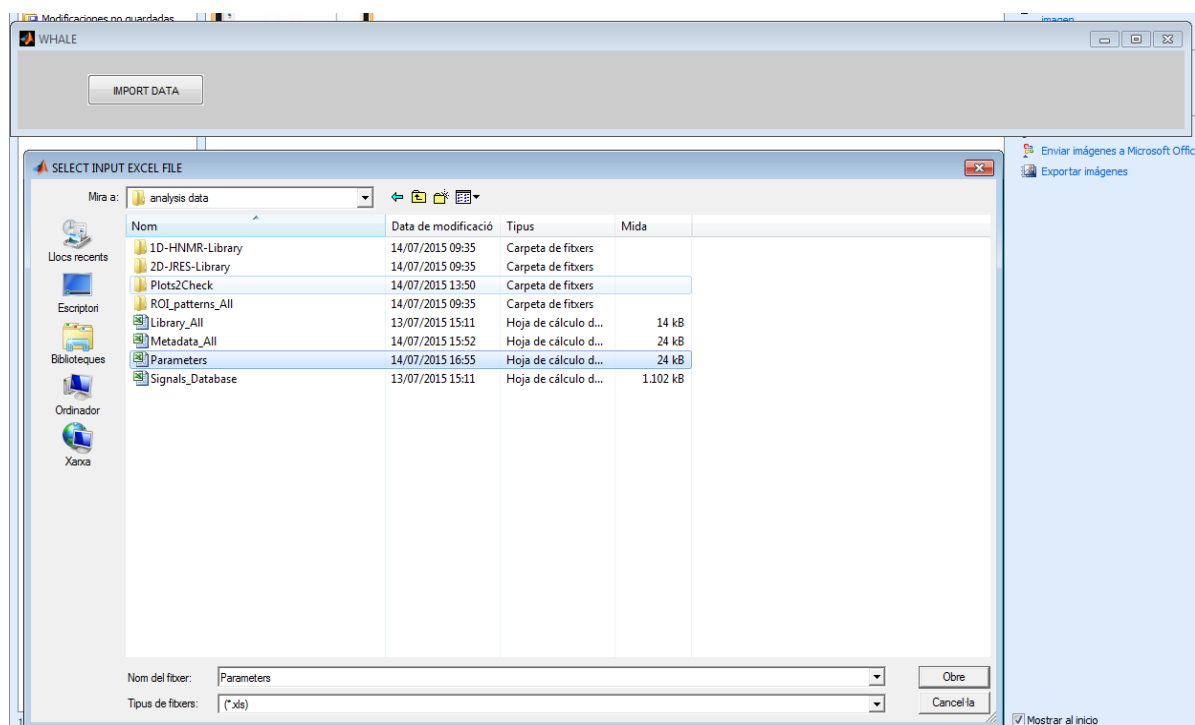 Modificaciones no guardadas
imagen
WHALE
IMPORT DATA
Enviar imágenes a Microsoft Offic
Exportar imágenes
SELECT INPUT EXCEL FILE
Mira a: analysis data
Nom Data de modificació Tipus Mida
1D-HNMR-Library 14/07/2015 09:35 Carpeta de fitxers
2D-JRES-Library 14/07/2015 09:35 Carpeta de fitxers
Plots2Check 14/07/2015 13:50 Carpeta de fitxers
ROI_patterns_All 14/07/2015 09:35 Carpeta de fitxers
Library_All 13/07/2015 15:11 Hoja de cálculo d... 14 kB
Metadata_All 14/07/2015 15:52 Hoja de cálculo d... 24 kB
Parameters 14/07/2015 16:55 Hoja de cálculo d... 24 kB
Signals_Database 13/07/2015 15:11 Hoja de cálculo d... 1.102 kB
Llocs recents
Escriptori
Biblioteques
Ordinador
Xarxa
Nom del fitxer: Parameters Obre
Tipus de fitxers: (*.xls) Cancel·la
Mostrar al inicio